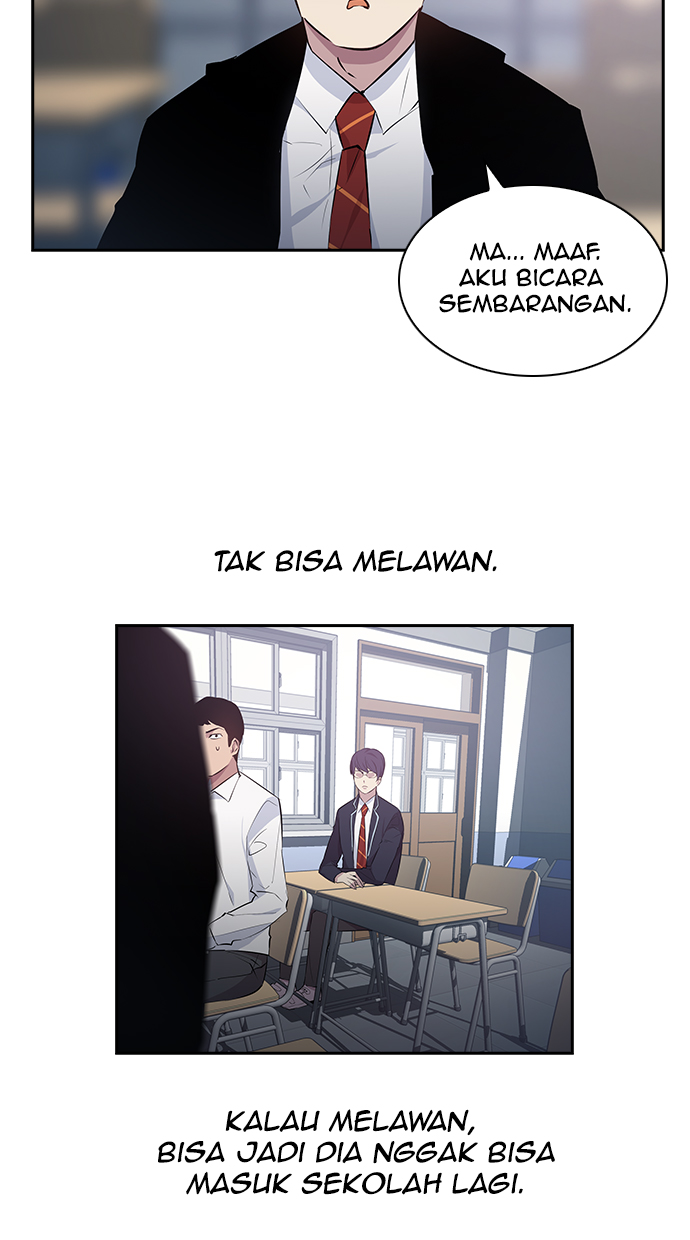 MA... MAAF.
AKU BICARA
SEMBARANGAN.
TAK BISA MELAWAN.
KALAU MELAWAN,
BISA JADI DIA NGGAK BISA
MASUK SEKOLAH LAGI.